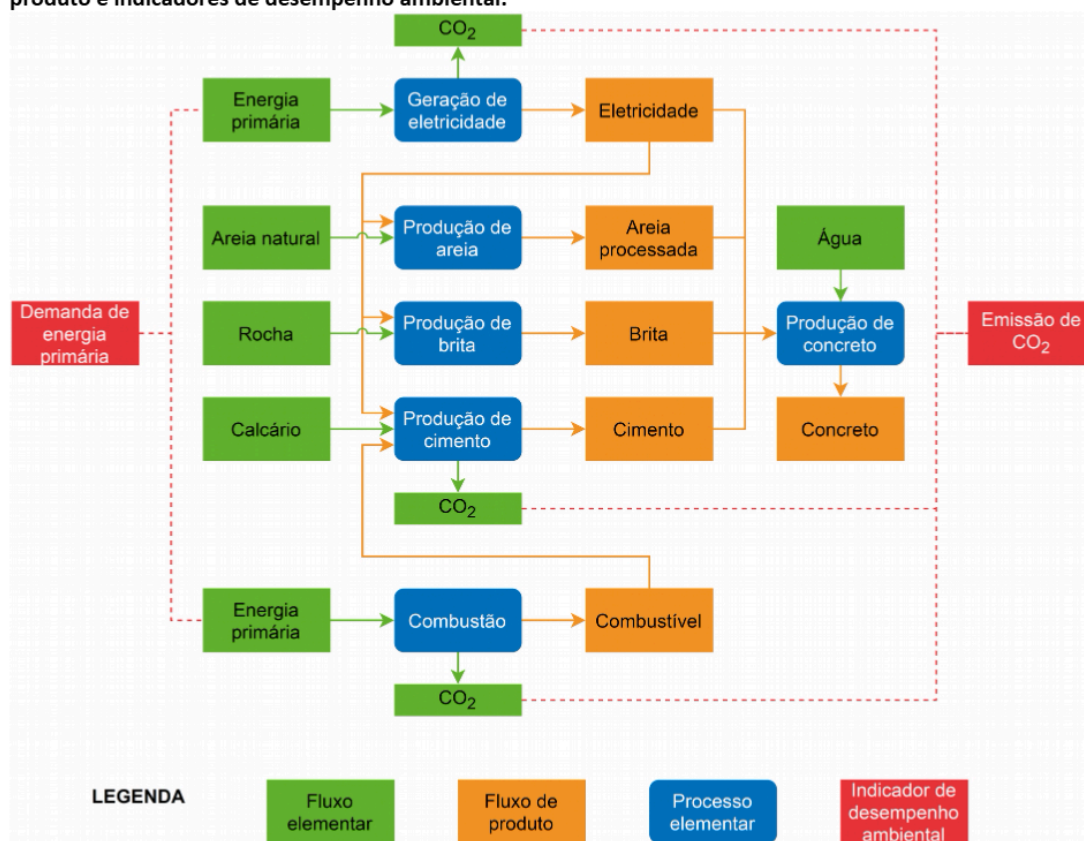 produto e indicadores de desempenho ambiental.
CO2
Energia
primária
Geração de
eletricidade
Eletricidade
Areia natural
Produção de
areia
Areia
processada
Água
Demanda de
energia
primária
Rocha
Produção de
brita
Brita
Produção de
concreto
Emissão de
CO2
Calcário
Produção de
cimento
Cimento
Concreto
CO2
Energia
primária
Combustão
Combustível
CO2
LEGENDA
Fluxo
elementar
Fluxo de
produto
Processo
elementar
Indicador de
desempenho
ambiental